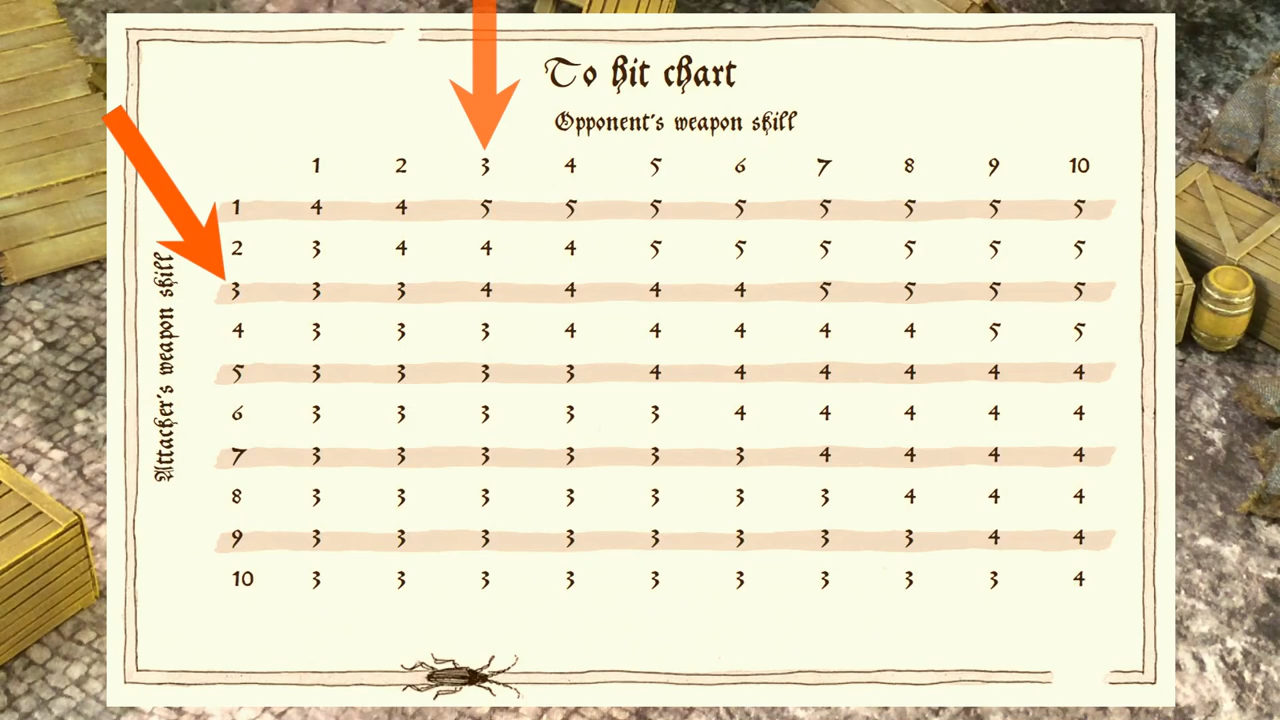 To hit chart
Opponent's weapon skill
1 2 3 4 5 6 7 8 9 10
Attacker's weapon skill
1 4 4 5 5 5 5 5 5 5 5
2 3 4 4 4 5 5 5 5 5 5
3 3 3 4 4 4 4 5 5 5 5
4 3 3 3 4 4 4 4 4 5 5
5 3 3 3 3 4 4 4 4 4 4
6 3 3 3 3 3 4 4 4 4 4
7 3 3 3 3 3 3 4 4 4 4
8 3 3 3 3 3 3 3 4 4 4
9 3 3 3 3 3 3 3 3 4 4
10 3 3 3 3 3 3 3 3 3 4